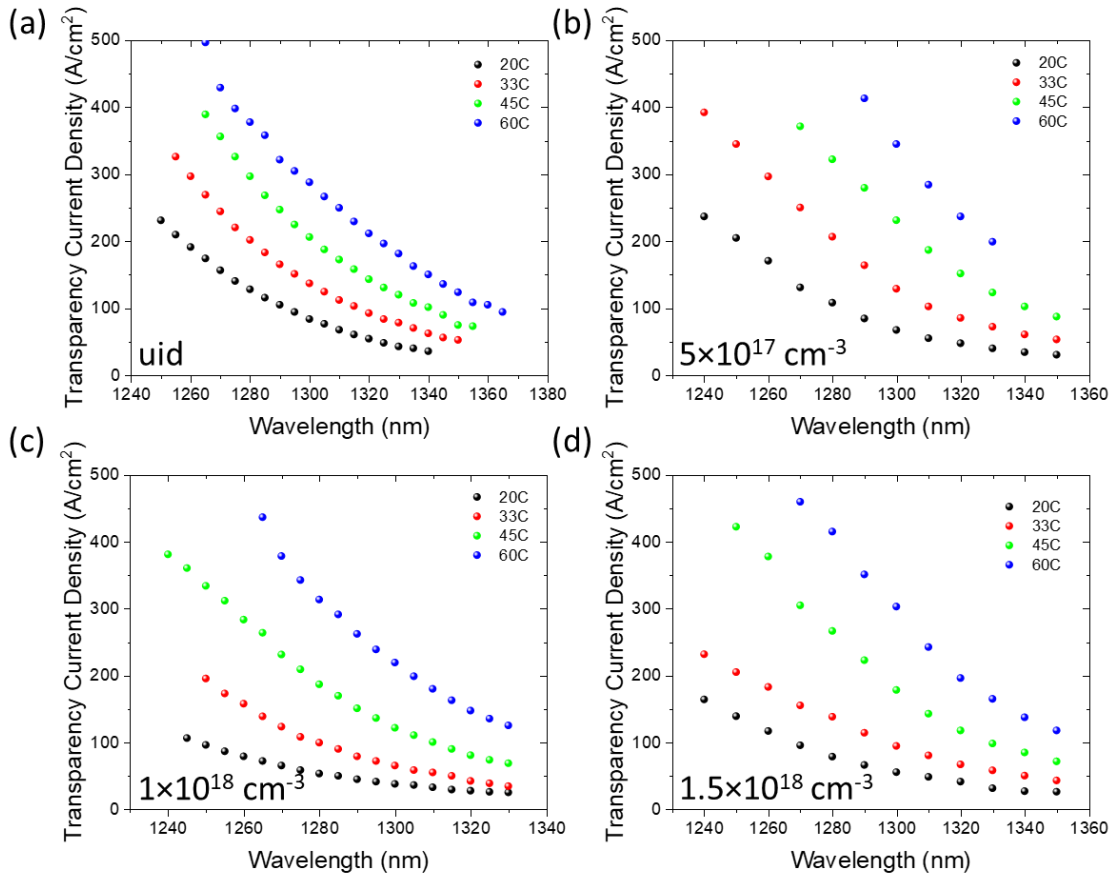 (a)
Transparency Current Density (A/cm²)
500
400
300
200
100
0
20C
33C
45C
60C
uid
1240 1260 1280 1300 1320 1340 1360 1380
Wavelength (nm)
(b)
Transparency Current Density (A/cm²)
500
400
300
200
100
0
20C
33C
45C
60C
5×10¹⁷ cm⁻³
1240 1260 1280 1300 1320 1340 1360
Wavelength (nm)
(c)
Transparency Current Density (A/cm²)
500
400
300
200
100
0
20C
33C
45C
60C
1×10¹⁸ cm⁻³
1240 1260 1280 1300 1320 1340
Wavelength (nm)
(d)
Transparency Current Density (A/cm²)
500
400
300
200
100
0
20C
33C
45C
60C
1.5×10¹⁸ cm⁻³
1240 1260 1280 1300 1320 1340 1360
Wavelength (nm)